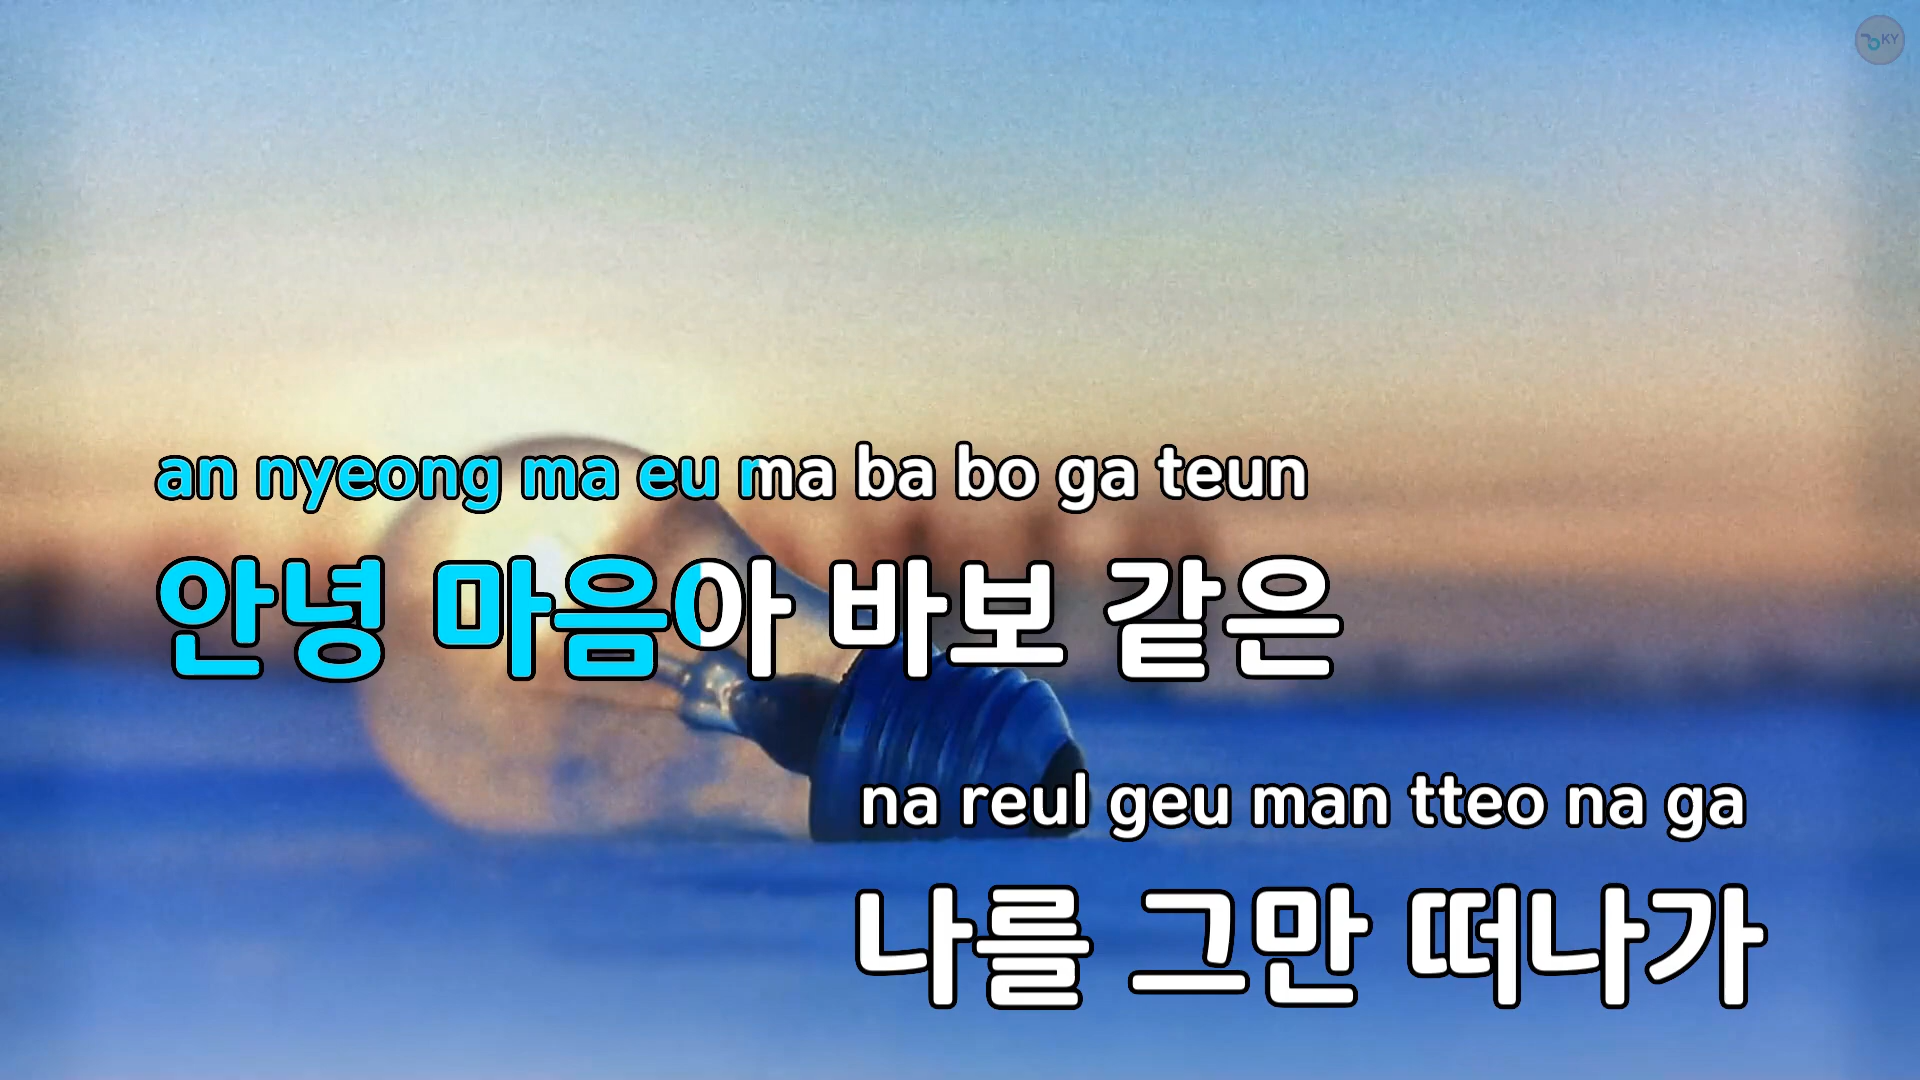 KY
an nyeong ma eu ma ba bo ga teun
안녕 마음아 바보 같은
na reul geu man tteo na ga
나를 그만 떠나가